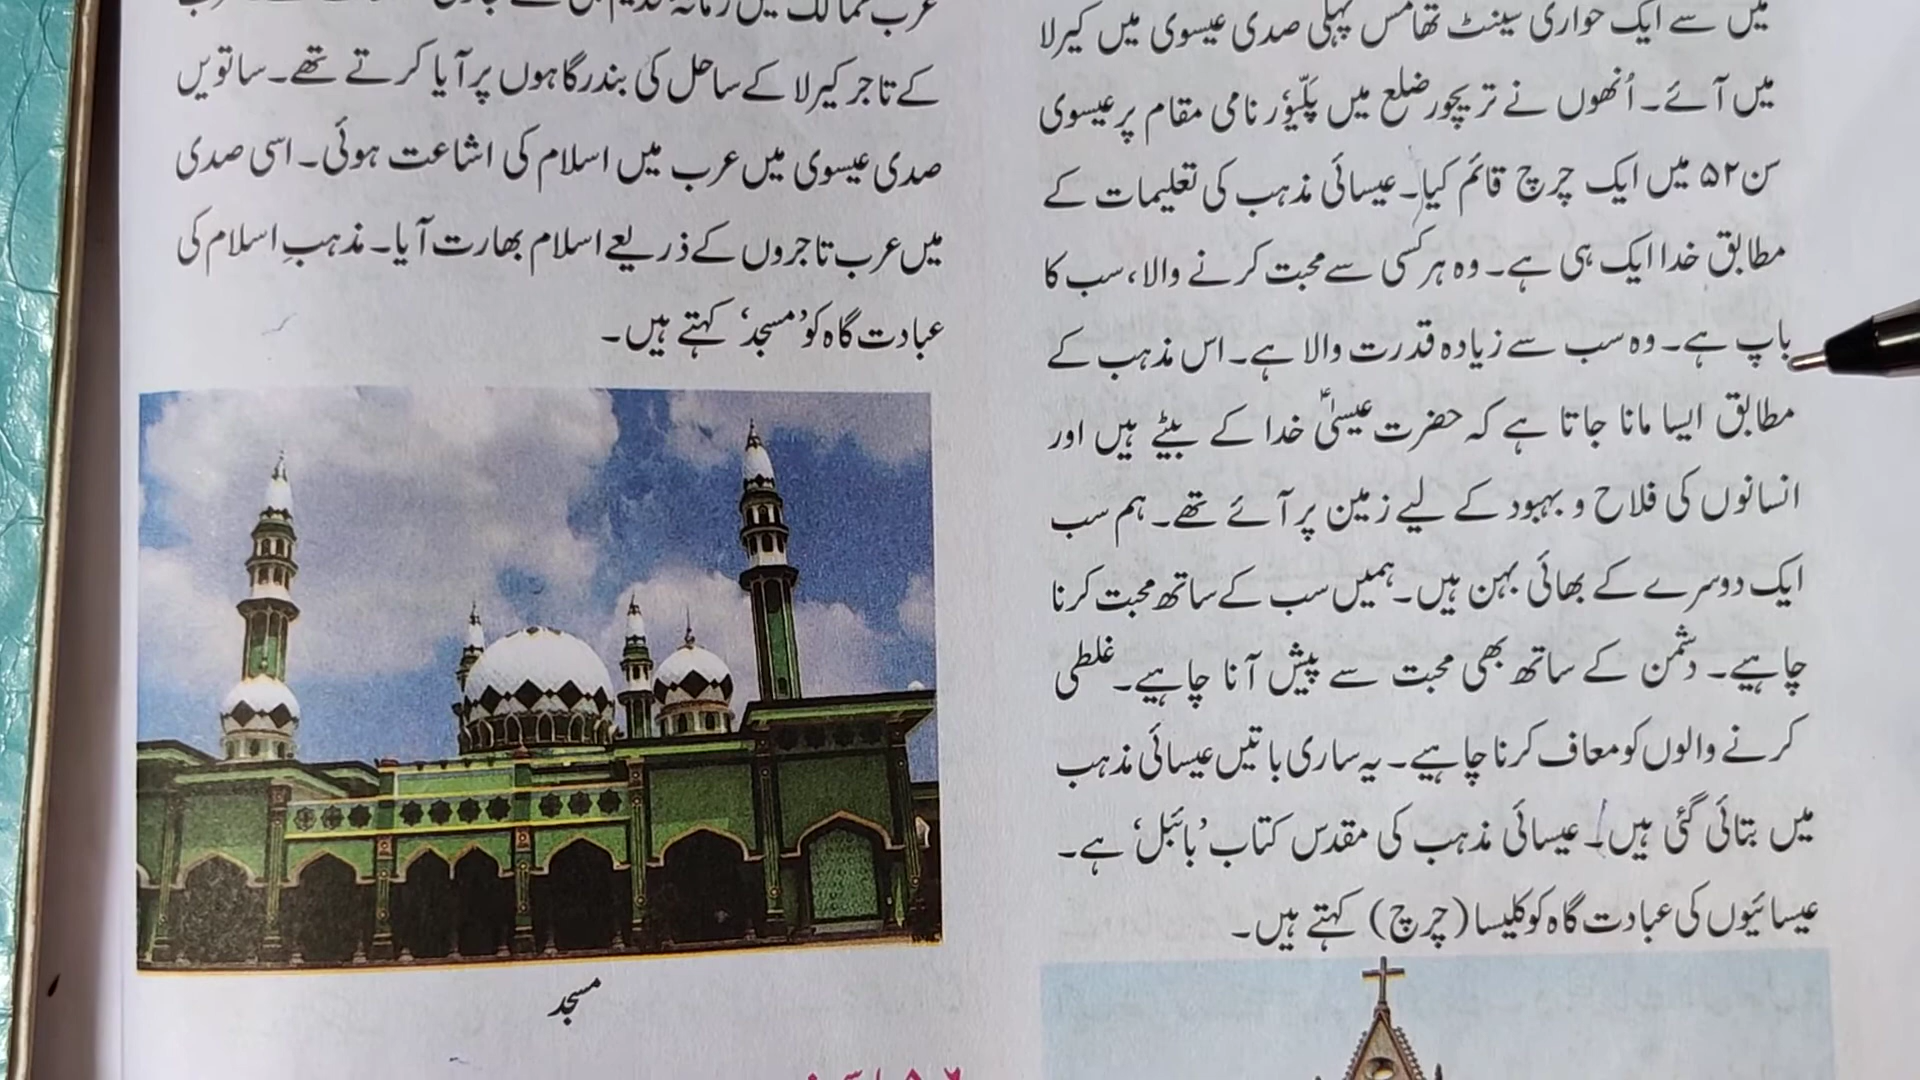 میں سے ایک حواری سینٹ تھامس پہلی صدی عیسوی میں کیرلا
میں آئے۔ اُنھوں نے تریچور ضلع میں پلّیؤر نامی مقام پر عیسوی
سن ۵۲ میں ایک چرچ قائم کیا۔ عیسائی مذہب کی تعلیمات کے
مطابق خدا ایک ہی ہے۔ وہ ہر کسی سے محبت کرنے والا، سب کا
باپ ہے۔ وہ سب سے زیادہ قدرت والا ہے۔ اس مذہب کے
مطابق ایسا مانا جاتا ہے کہ حضرت عیسیٰؑ خدا کے بیٹے ہیں اور
انسانوں کی فلاح و بہبود کے لیے زمین پر آئے تھے۔ ہم سب
ایک دوسرے کے بھائی بہن ہیں۔ ہمیں سب کے ساتھ محبت کرنا
چاہیے۔ دشمن کے ساتھ بھی محبت سے پیش آنا چاہیے۔ غلطی
کرنے والوں کو معاف کرنا چاہیے۔ یہ ساری باتیں عیسائی مذہب
میں بتائی گئی ہیں۔ عیسائی مذہب کی مقدس کتاب ’بائبل‘ ہے۔
عیسائیوں کی عبادت گاہ کو کلیسا (چرچ) کہتے ہیں۔
عرب ممالک میں زمانہ قدیم ہی سے
کے تاجر کیرلا کے ساحل کی بندرگاہوں پر آیا کرتے تھے۔ ساتویں
صدی عیسوی میں عرب میں اسلام کی اشاعت ہوئی۔ اسی صدی
میں عرب تاجروں کے ذریعے اسلام بھارت آیا۔ مذہبِ اسلام کی
عبادت گاہ کو ’مسجد‘ کہتے ہیں۔
مسجد